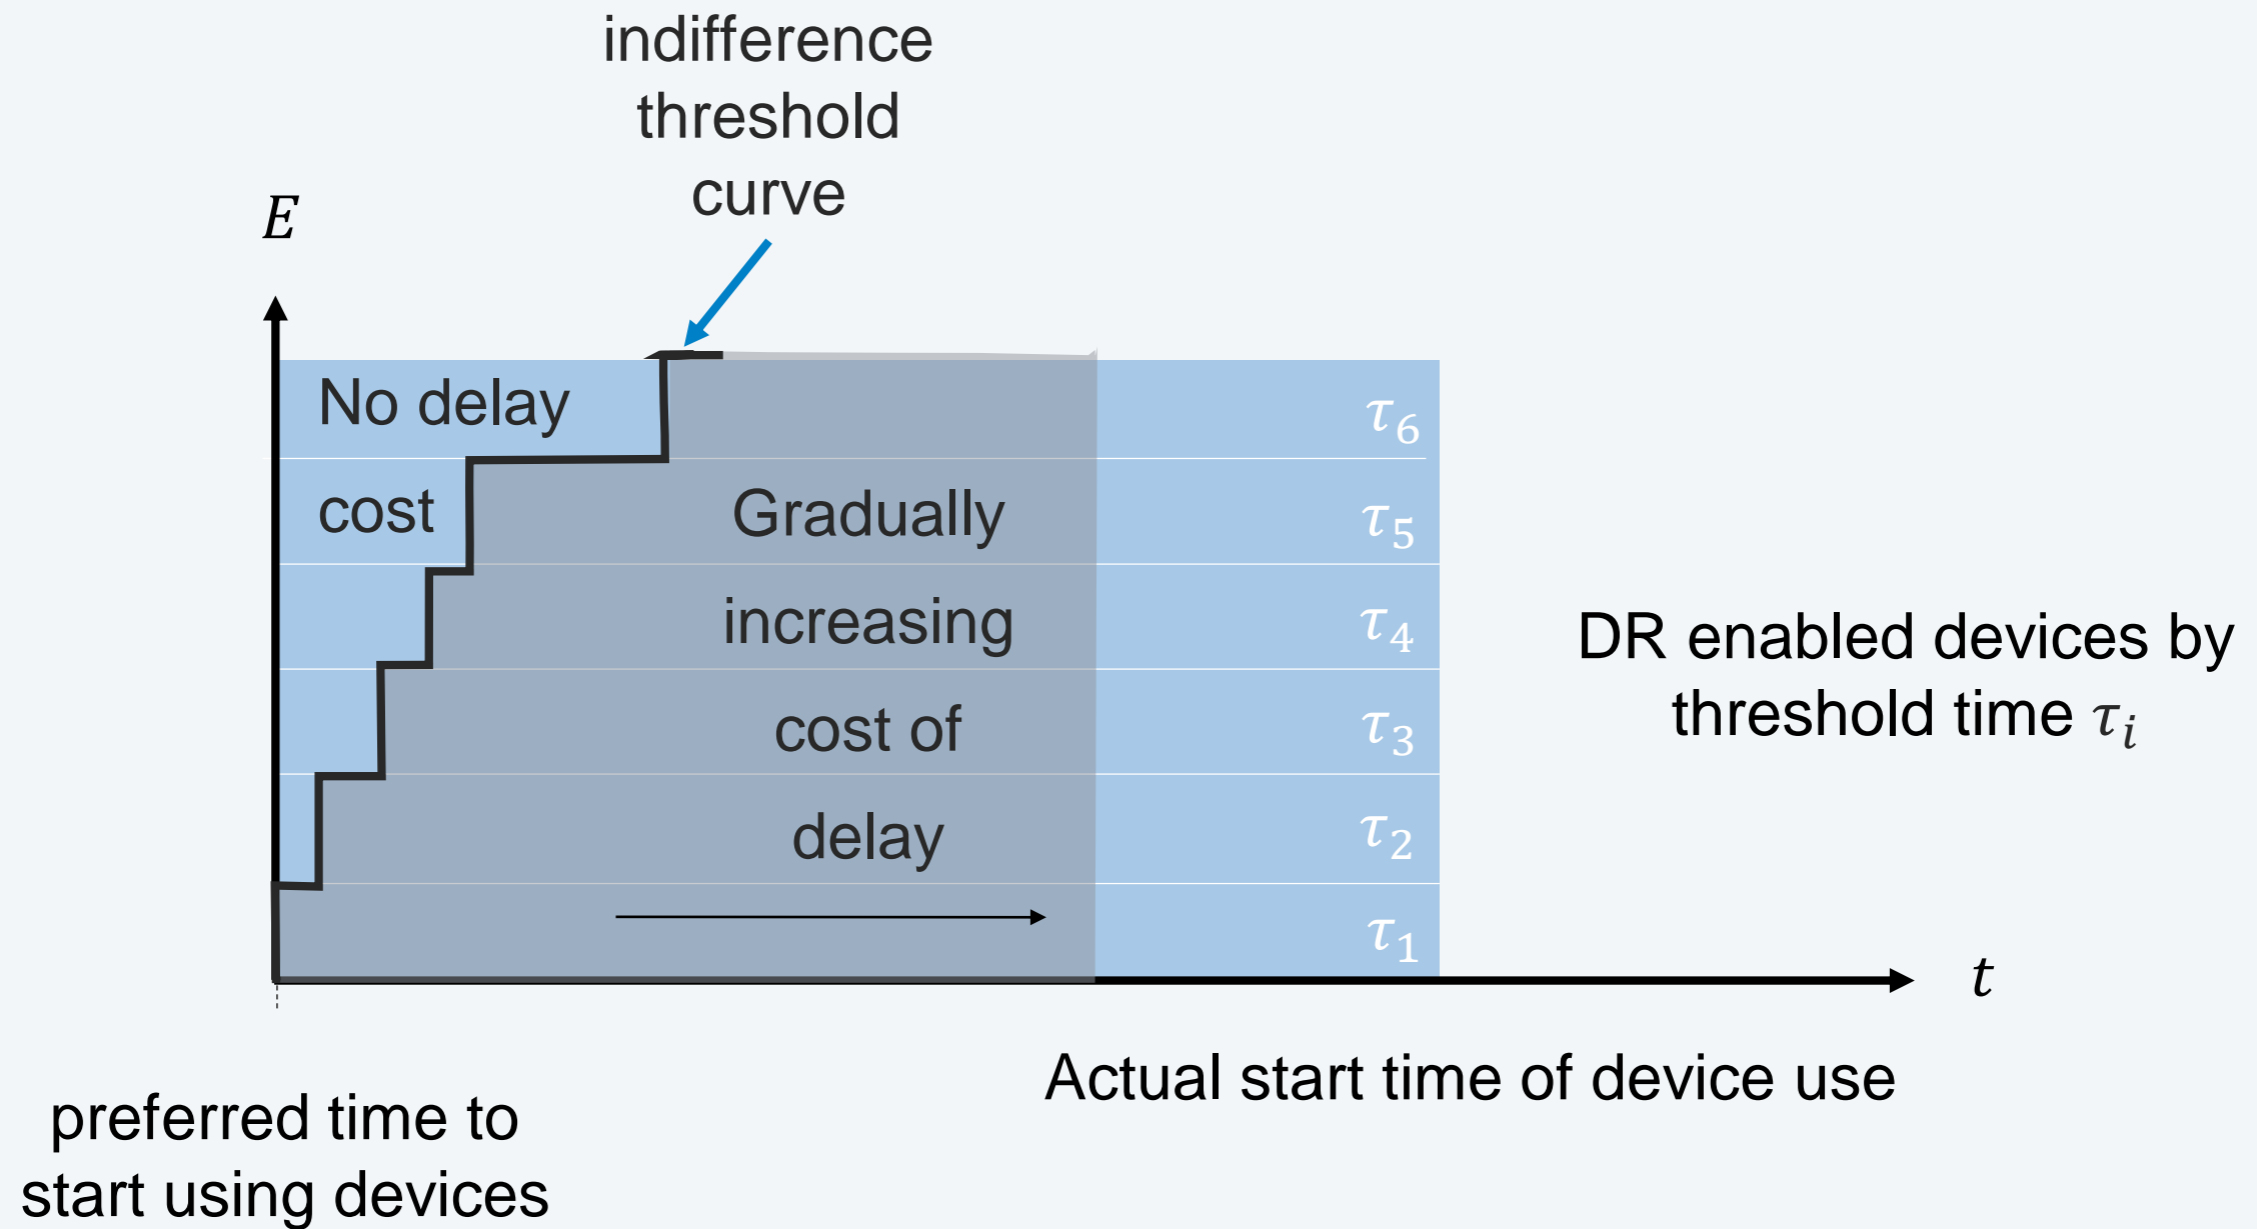 indifference
threshold
curve
E
No delay
cost
Gradually
increasing
cost of
delay
τ₆
τ₅
τ₄
τ₃
τ₂
τ₁
DR enabled devices by
threshold time τᵢ
t
Actual start time of device use
preferred time to
start using devices